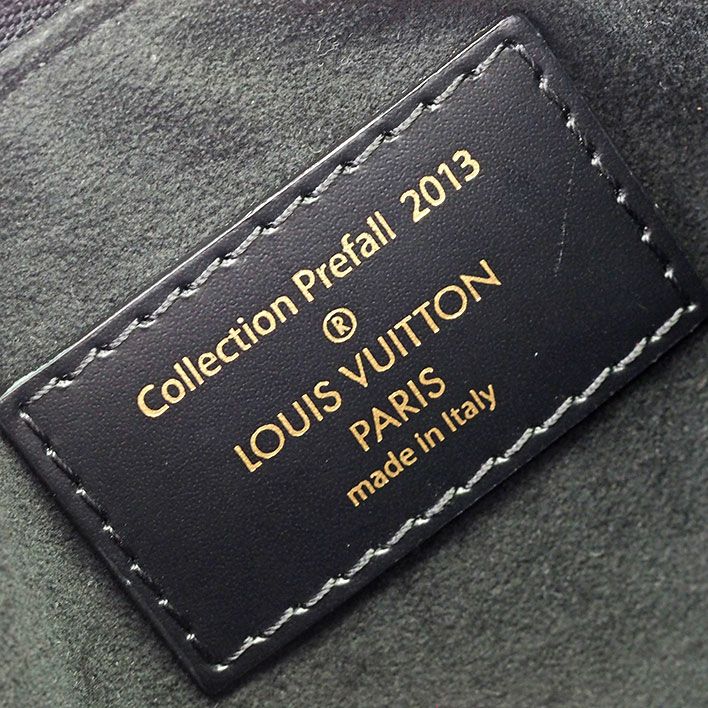 Collection Prefall 2013
®
LOUIS VUITTON
PARIS
made in Italy